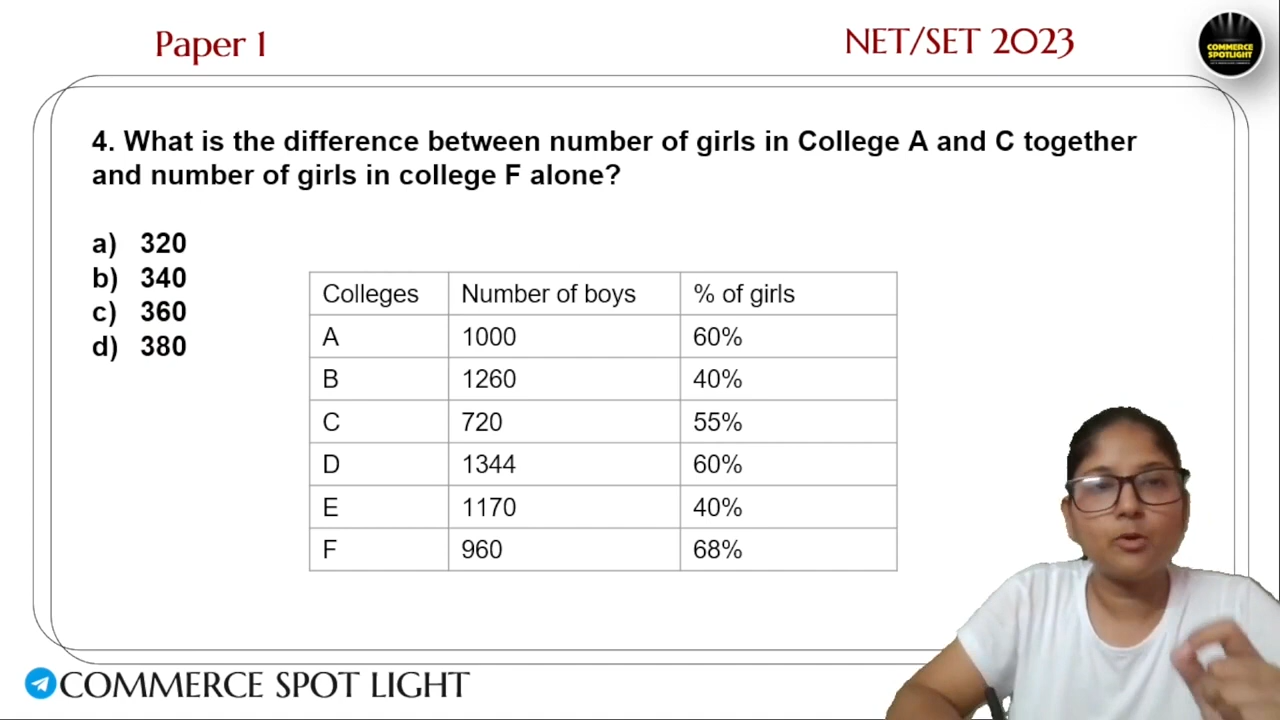 Paper 1
NET/SET 2023
COMMERCE
SPOTLIGHT
4. What is the difference between number of girls in College A and C together
and number of girls in college F alone?
a) 320
b) 340
c) 360
d) 380
Colleges Number of boys % of girls
A 1000 60%
B 1260 40%
C 720 55%
D 1344 60%
E 1170 40%
F 960 68%
COMMERCE SPOT LIGHT